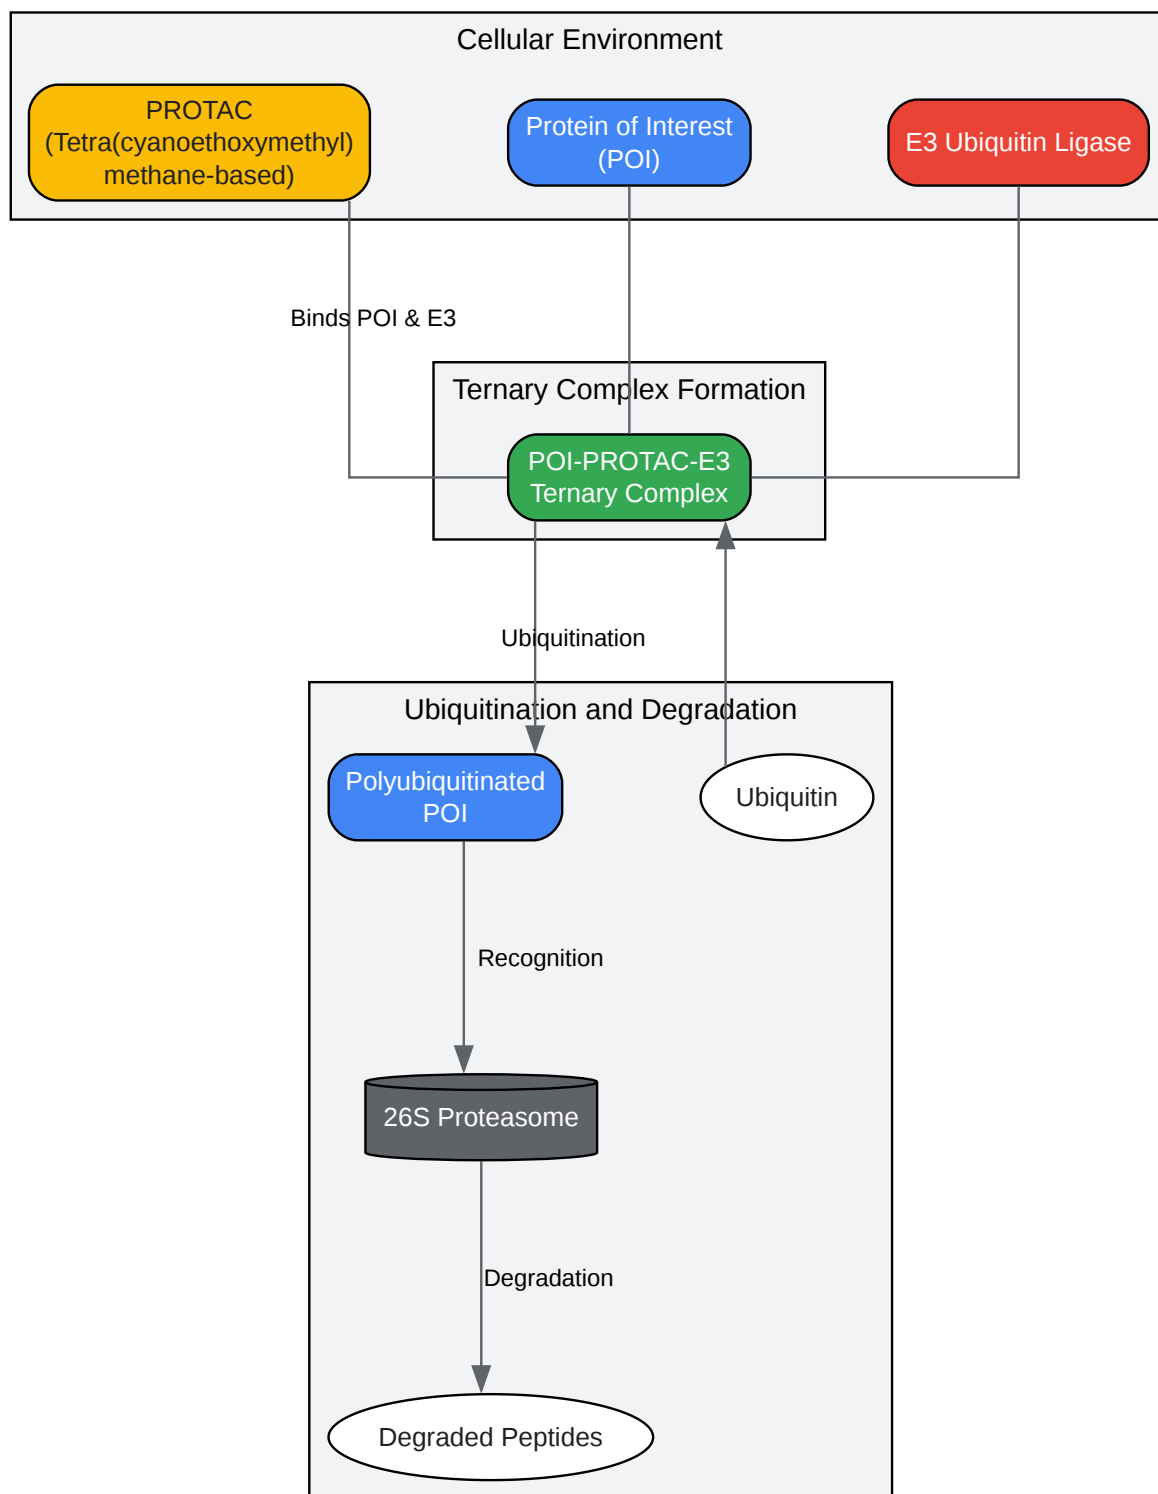 Cellular Environment
PROTAC
(Tetra(cyanoethoxymethyl)
methane-based)
Protein of Interest
(POI)
E3 Ubiquitin Ligase
Binds POI & E3
Ternary Complex Formation
POI-PROTAC-E3
Ternary Complex
Ubiquitination
Ubiquitination and Degradation
Polyubiquitinated
POI
Ubiquitin
Recognition
26S Proteasome
Degradation
Degraded Peptides